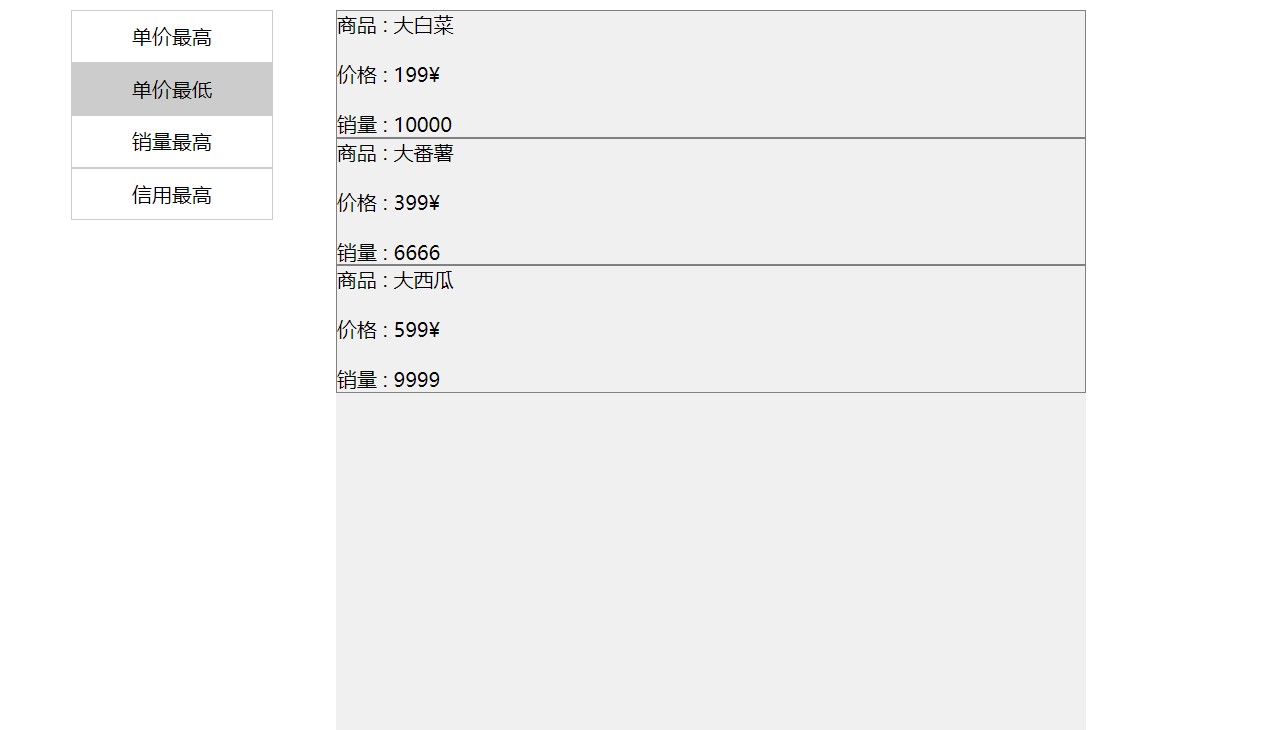 单价最高
单价最低
销量最高
信用最高
商品 : 大白菜
价格 : 199¥
销量 : 10000
商品 : 大番薯
价格 : 399¥
销量 : 6666
商品 : 大西瓜
价格 : 599¥
销量 : 9999